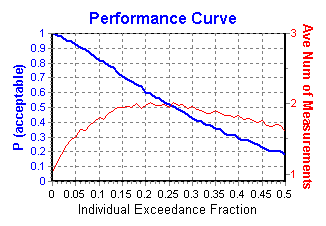 Performance Curve
P (acceptable)
1
0.9
0.8
0.7
0.6
0.5
0.4
0.3
0.2
0.1
0
3
2
1
Ave Num of Measurements
0 0.05 0.1 0.15 0.2 0.25 0.3 0.35 0.4 0.45 0.5
Individual Exceedance Fraction